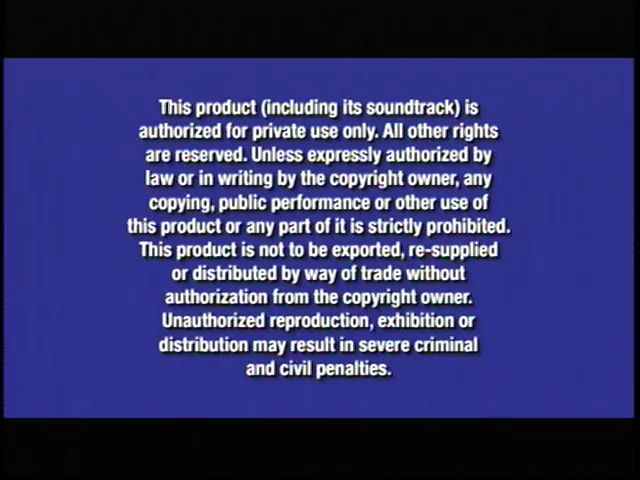 This product (including its soundtrack) is
authorized for private use only. All other rights
are reserved. Unless expressly authorized by
law or in writing by the copyright owner, any
copying, public performance or other use of
this product or any part of it is strictly prohibited.
This product is not to be exported, re-supplied
or distributed by way of trade without
authorization from the copyright owner.
Unauthorized reproduction, exhibition or
distribution may result in severe criminal
and civil penalties.